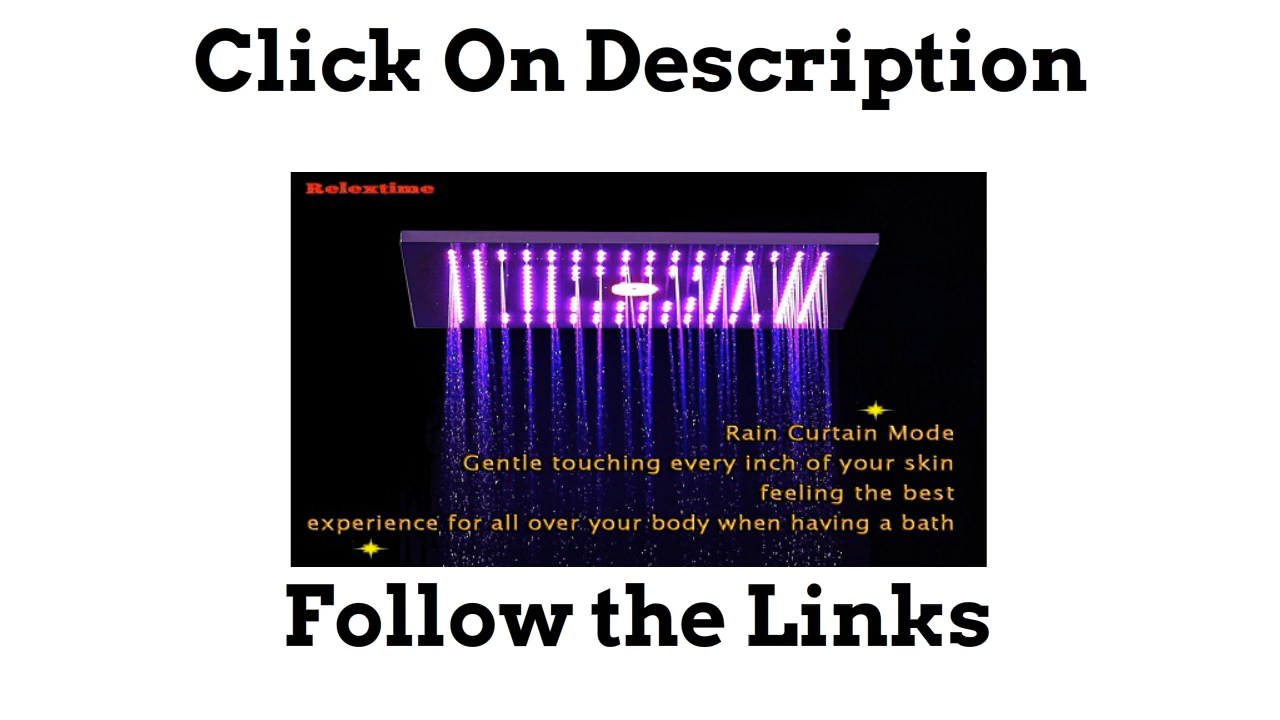 Click On Description
Relextime
Rain Curtain Mode
Gentle touching every inch of your skin
feeling the best
experience for all over your body when having a bath
Follow the Links